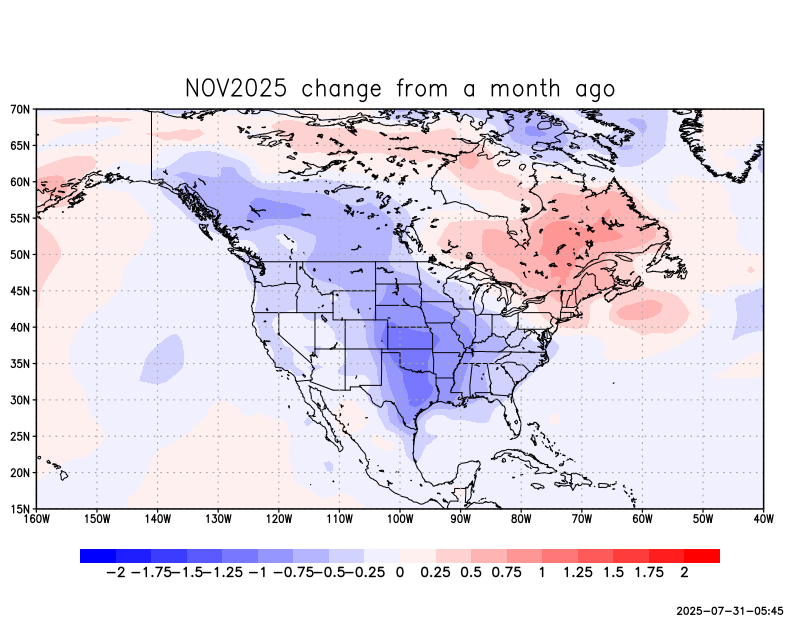 NOV2025 change from a month ago
70N
65N
60N
55N
50N
45N
40N
35N
30N
25N
20N
15N
160W 150W 140W 130W 120W 110W 100W 90W 80W 70W 60W 50W 40W
-2 -1.75 -1.5 -1.25 -1 -0.75 -0.5 -0.25 0 0.25 0.5 0.75 1 1.25 1.5 1.75 2
2025-07-31-05:45